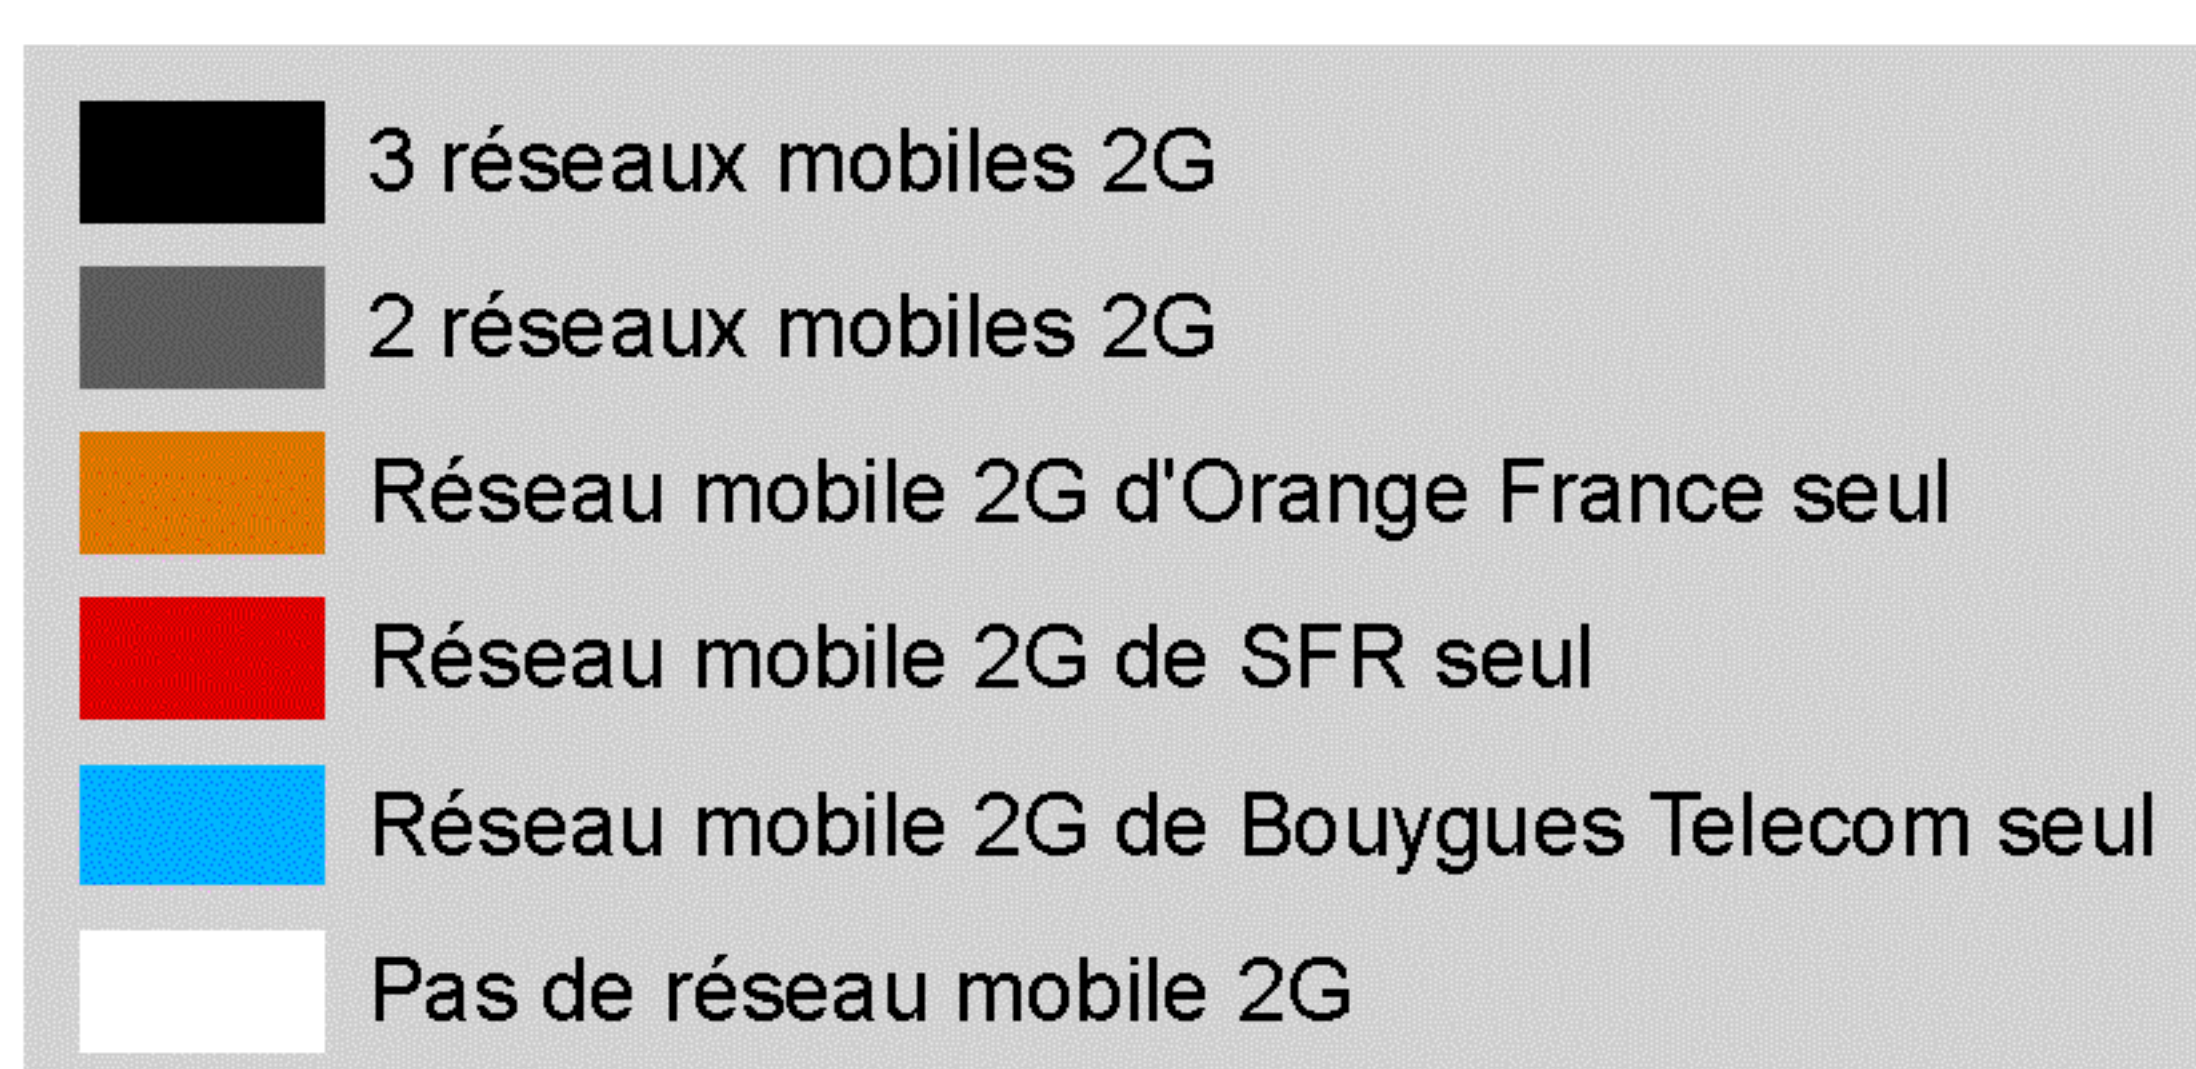 3 réseaux mobiles 2G
2 réseaux mobiles 2G
Réseau mobile 2G d'Orange France seul
Réseau mobile 2G de SFR seul
Réseau mobile 2G de Bouygues Telecom seul
Pas de réseau mobile 2G